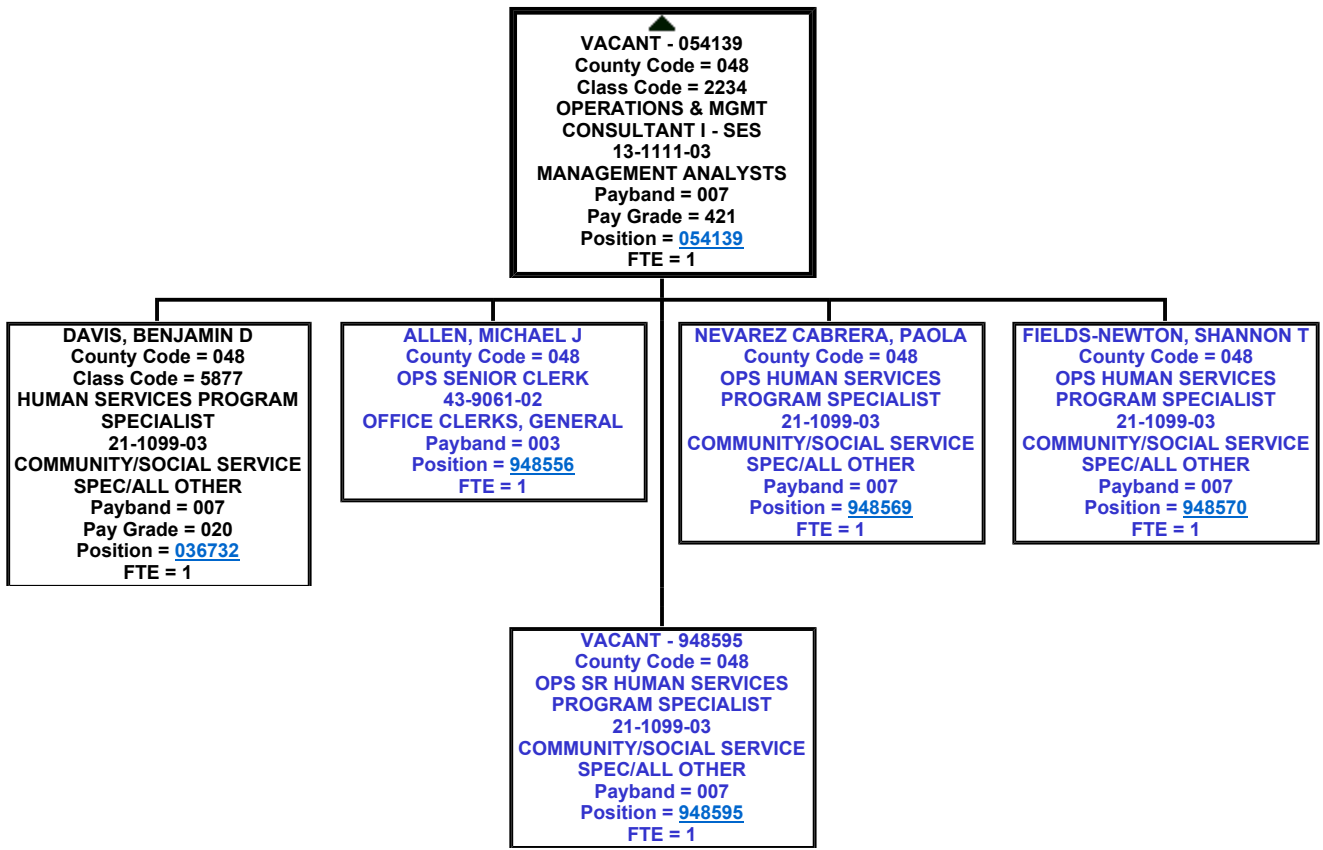 VACANT - 054139
County Code = 048
Class Code = 2234
OPERATIONS & MGMT
CONSULTANT I - SES
13-1111-03
MANAGEMENT ANALYSTS
Payband = 007
Pay Grade = 421
Position = 054139
FTE = 1
DAVIS, BENJAMIN D
County Code = 048
Class Code = 5877
HUMAN SERVICES PROGRAM
SPECIALIST
21-1099-03
COMMUNITY/SOCIAL SERVICE
SPEC/ALL OTHER
Payband = 007
Pay Grade = 020
Position = 036732
FTE = 1
ALLEN, MICHAEL J
County Code = 048
OPS SENIOR CLERK
43-9061-02
OFFICE CLERKS, GENERAL
Payband = 003
Position = 948556
FTE = 1
NEVAREZ CABRERA, PAOLA
County Code = 048
OPS HUMAN SERVICES
PROGRAM SPECIALIST
21-1099-03
COMMUNITY/SOCIAL SERVICE
SPEC/ALL OTHER
Payband = 007
Position = 948569
FTE = 1
FIELDS-NEWTON, SHANNON T
County Code = 048
OPS HUMAN SERVICES
PROGRAM SPECIALIST
21-1099-03
COMMUNITY/SOCIAL SERVICE
SPEC/ALL OTHER
Payband = 007
Position = 948570
FTE = 1
VACANT - 948595
County Code = 048
OPS SR HUMAN SERVICES
PROGRAM SPECIALIST
21-1099-03
COMMUNITY/SOCIAL SERVICE
SPEC/ALL OTHER
Payband = 007
Position = 948595
FTE = 1